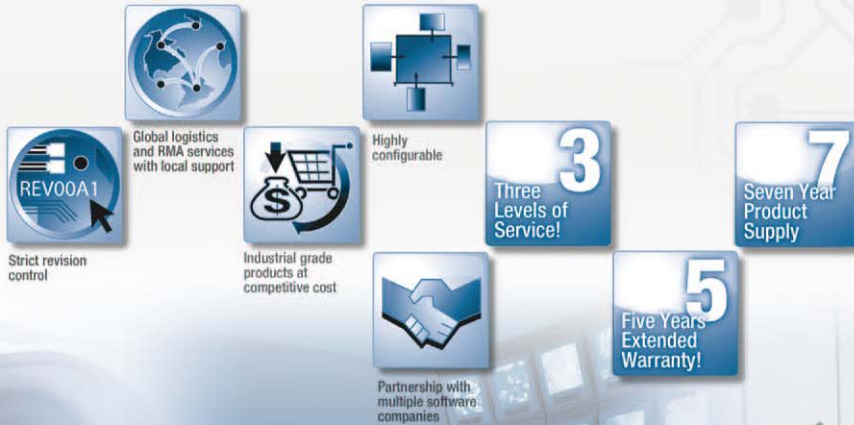 REV00A1
Strict revision
control
Global logistics
and RMA services
with local support
$
Industrial grade
products at
competitive cost
Highly
configurable
Partnership with
multiple software
companies
3
Three
Levels of
Service!
5
Five Years
Extended
Warranty!
7
Seven Year
Product
Supply